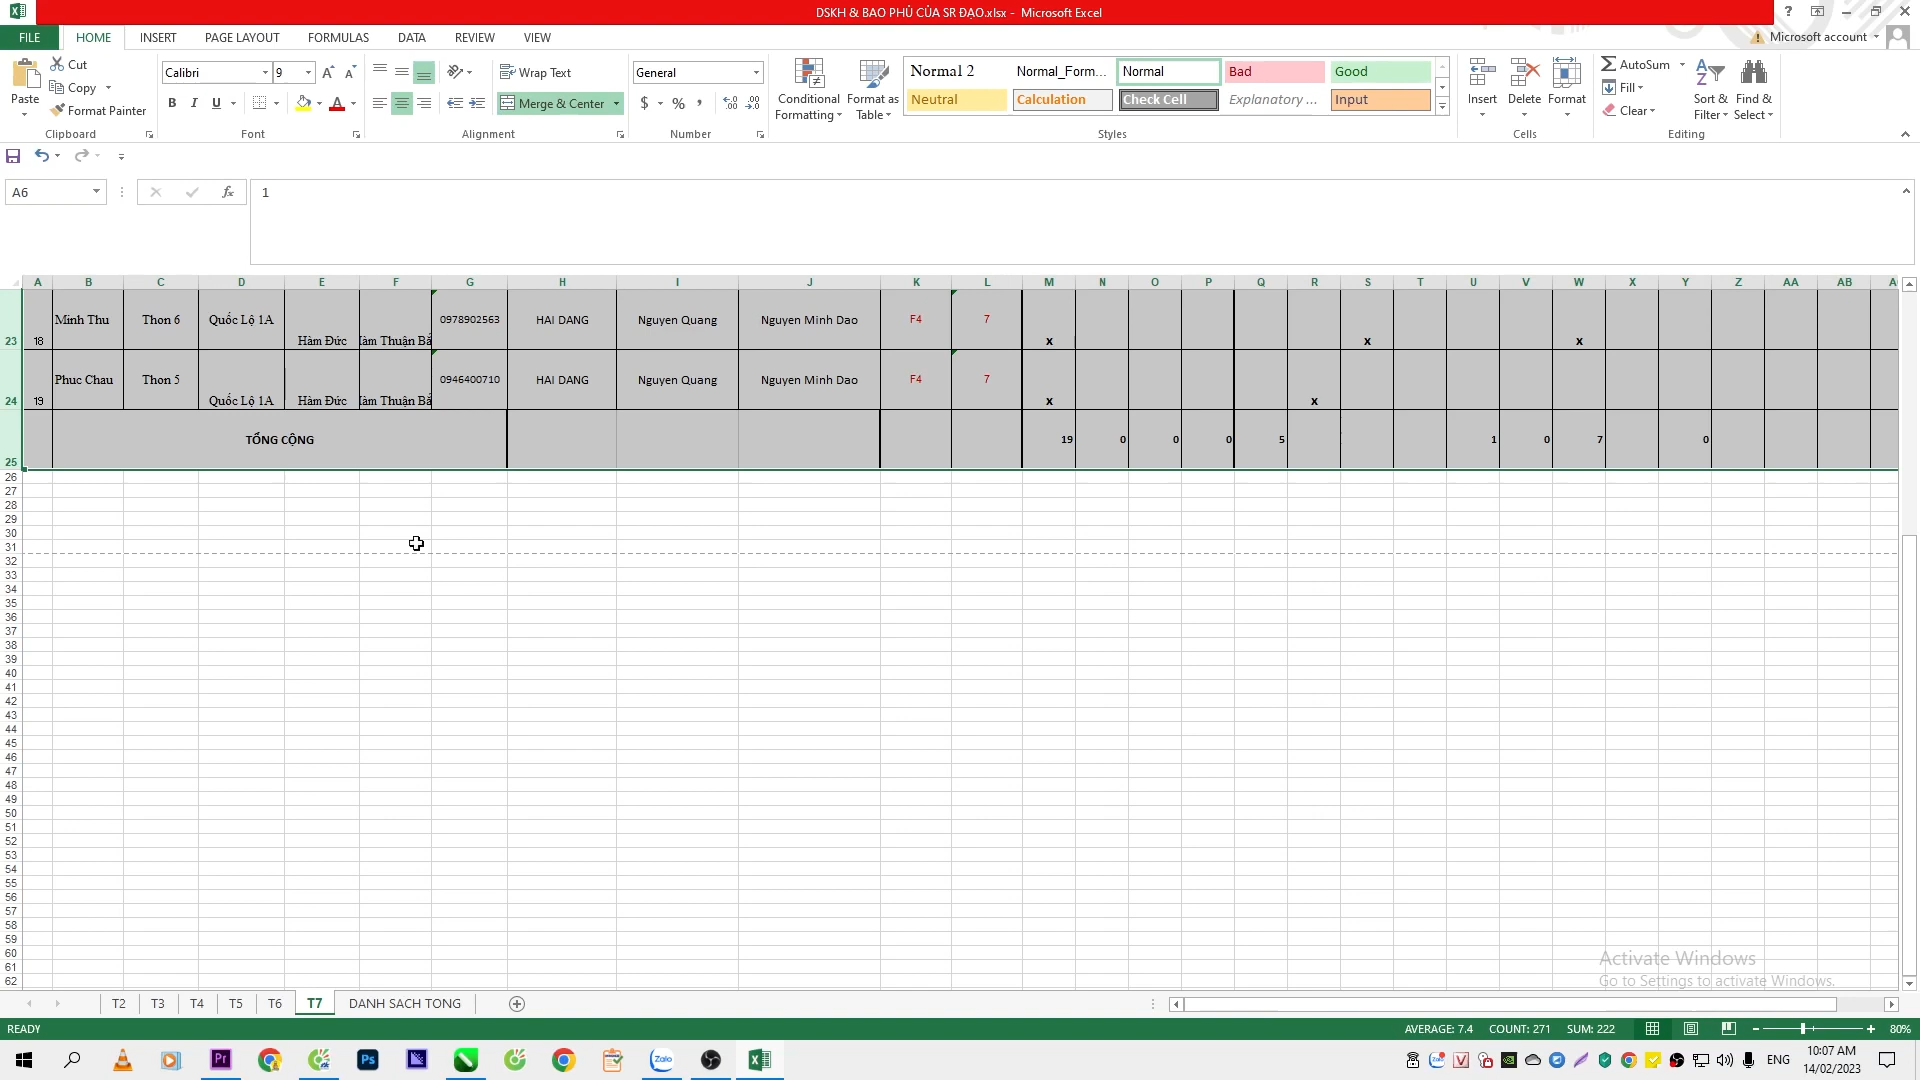 DSKH & BAO PHỦ CỦA SR ĐẠO.xlsx - Microsoft Excel
FILE HOME INSERT PAGE LAYOUT FORMULAS DATA REVIEW VIEW Microsoft account
Paste
Cut
Copy
Format Painter
Clipboard
Calibri 9
B I U
Font
Wrap Text
Merge & Center
Alignment
General
$ % ,
Number
Conditional Formatting
Format as Table
Normal 2 Normal_Form... Normal Bad Good
Neutral Calculation Check Cell Explanatory ... Input
Styles
Insert Delete Format
Cells
AutoSum
Fill
Clear
Sort & Filter
Find & Select
Editing
A6 fx 1
A B C D E F G H I J K L M N O P Q R S T U V W X Y Z AA AB
23 18 Minh Thu Thon 6 Quốc Lộ 1A Hàm Đức 0978902563 HAI DANG Nguyen Quang Nguyen Minh Dao F4 7 x x x
24 19 Phuc Chau Thon 5 Quốc Lộ 1A Hàm Đức 0946400710 HAI DANG Nguyen Quang Nguyen Minh Dao F4 7 x x
25 TỔNG CỘNG 19 0 0 0 5 1 0 7 0
26
27
28
29
30
31
32
33
34
35
36
37
38
39
40
41
42
43
44
45
46
47
48
49
50
51
52
53
54
55
56
57
58
59
60
61
62
Activate Windows
Go to Settings to activate Windows.
T2 T3 T4 T5 T6 T7 DANH SACH TONG
READY AVERAGE: 7.4 COUNT: 271 SUM: 222 80%
Pr Ps Zalo ENG
10:07 AM
14/02/2023